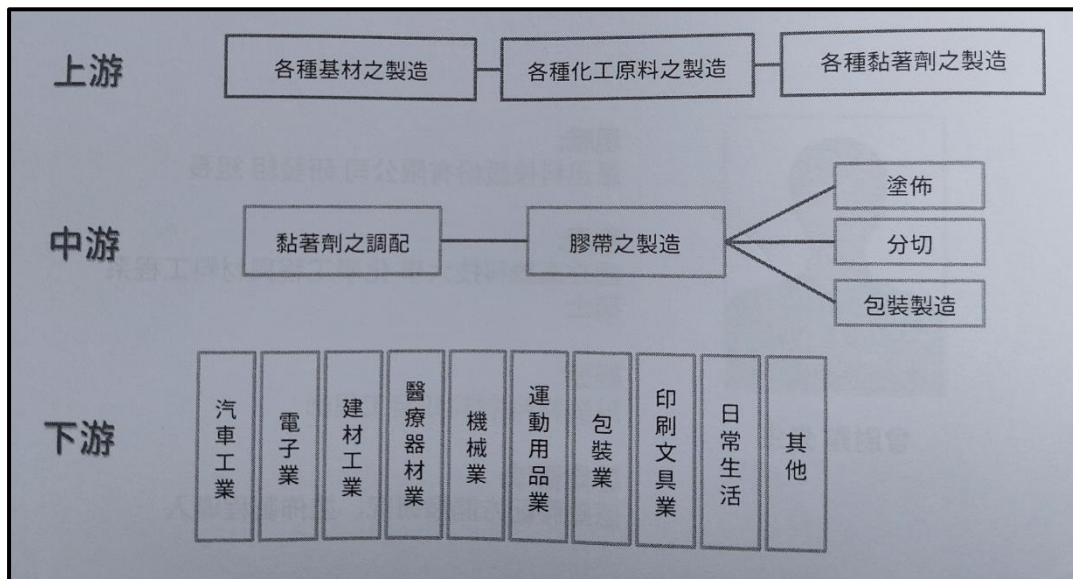 上游
各種基材之製造
各種化工原料之製造
各種黏著劑之製造
中游
黏著劑之調配
膠帶之製造
塗佈
分切
包裝製造
下游
汽車工業
電子業
建材工業
醫療器材業
機械業
運動用品業
包裝業
印刷文具業
日常生活
其他